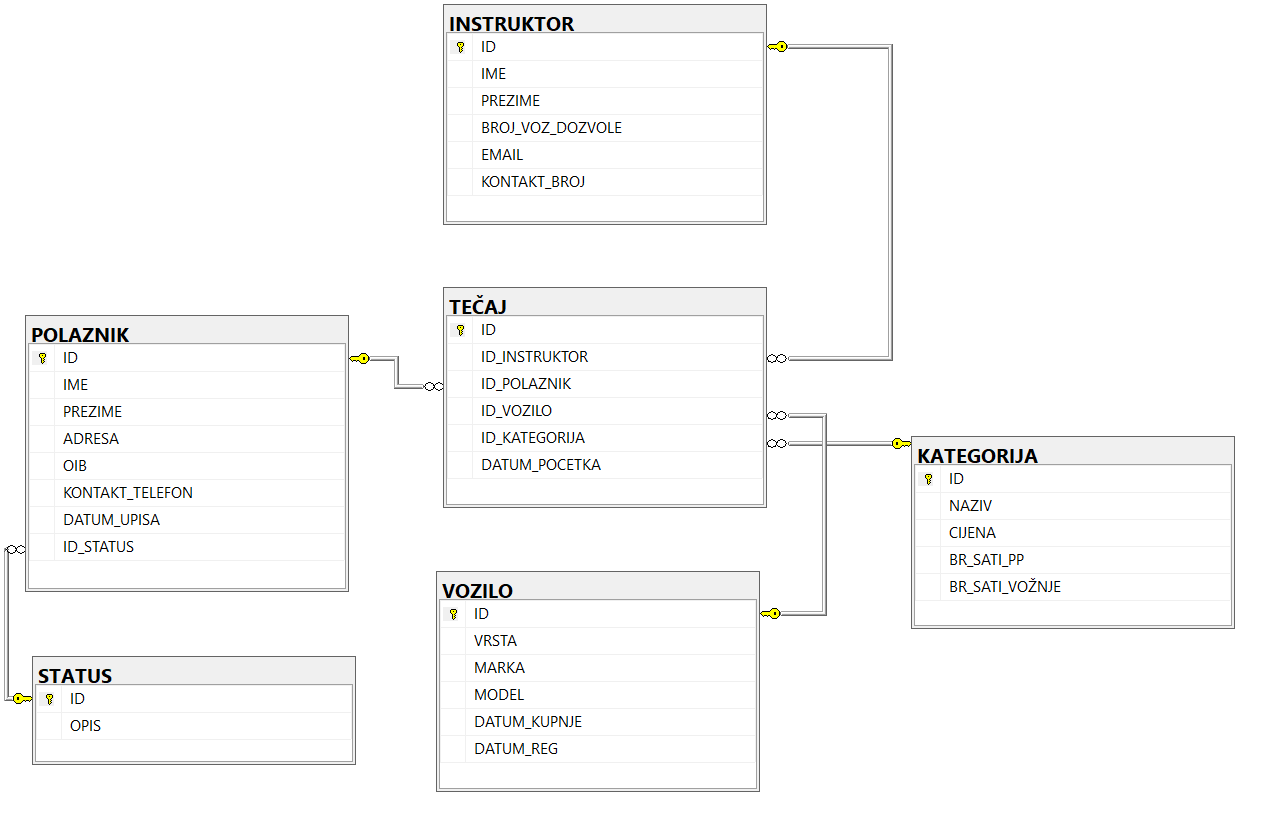 INSTRUKTOR
ID
IME
PREZIME
BROJ_VOZ_DOZVOLE
EMAIL
KONTAKT_BROJ
TEČAJ
ID
ID_INSTRUKTOR
ID_POLAZNIK
ID_VOZILO
ID_KATEGORIJA
DATUM_POCETKA
POLAZNIK
ID
IME
PREZIME
ADRESA
OIB
KONTAKT_TELEFON
DATUM_UPISA
ID_STATUS
KATEGORIJA
ID
NAZIV
CIJENA
BR_SATI_PP
BR_SATI_VOŽNJE
VOZILO
ID
VRSTA
MARKA
MODEL
DATUM_KUPNJE
DATUM_REG
STATUS
ID
OPIS